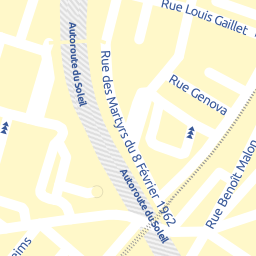 Rue Louis Gaillet
Autoroute du Soleil
Rue des Martyrs du 8 Février 1962
Rue Genova
Autoroute du Soleil
Rue Benoît Malon
eims